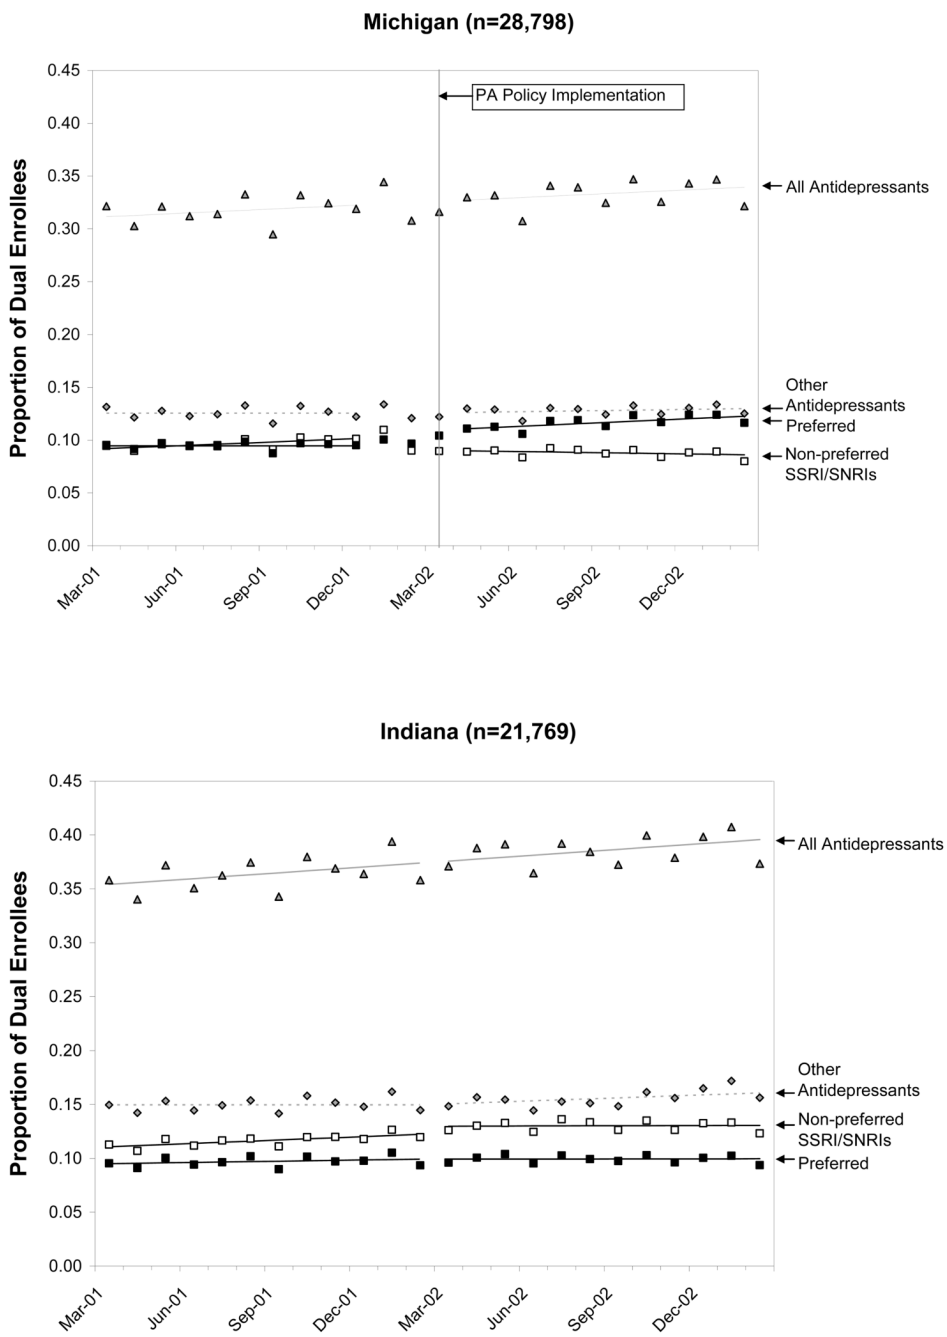 Michigan (n=28,798)
Proportion of Dual Enrollees
0.45
0.40
0.35
0.30
0.25
0.20
0.15
0.10
0.05
0.00
PA Policy Implementation
All Antidepressants
Other
Antidepressants
Preferred
Non-preferred
SSRI/SNRIs
Mar-01
Jun-01
Sep-01
Dec-01
Mar-02
Jun-02
Sep-02
Dec-02
Indiana (n=21,769)
Proportion of Dual Enrollees
0.45
0.40
0.35
0.30
0.25
0.20
0.15
0.10
0.05
0.00
All Antidepressants
Other
Antidepressants
Non-preferred
SSRI/SNRIs
Preferred
Mar-01
Jun-01
Sep-01
Dec-01
Mar-02
Jun-02
Sep-02
Dec-02